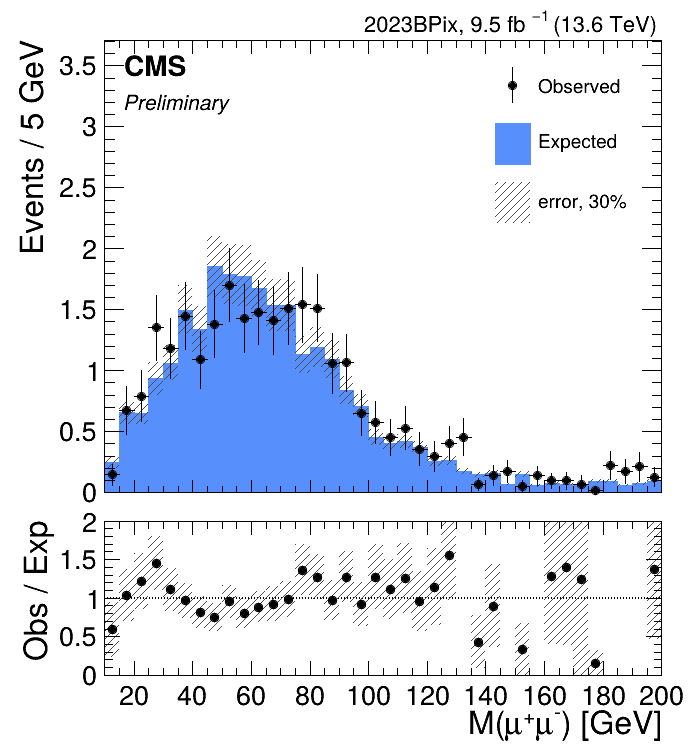 2023BPix, 9.5 fb⁻¹ (13.6 TeV)
CMS
Preliminary
Observed
Expected
error, 30%
Events / 5 GeV
3.5
3
2.5
2
1.5
1
0.5
0
Obs / Exp
2
1.5
1
0.5
0
20 40 60 80 100 120 140 160 180 200
M(μ⁺μ⁻) [GeV]